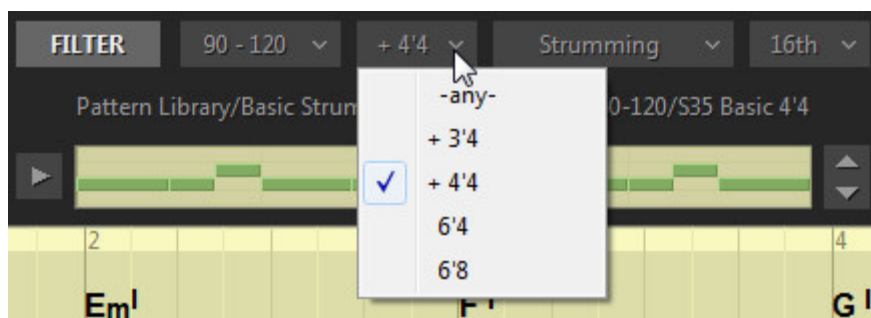 FILTER 90 - 120 + 4'4 Strumming 16th
-any-
Pattern Library/Basic Strum 0-120/S35 Basic 4'4
+ 3'4
+ 4'4
6'4
6'8
2 4
Em G